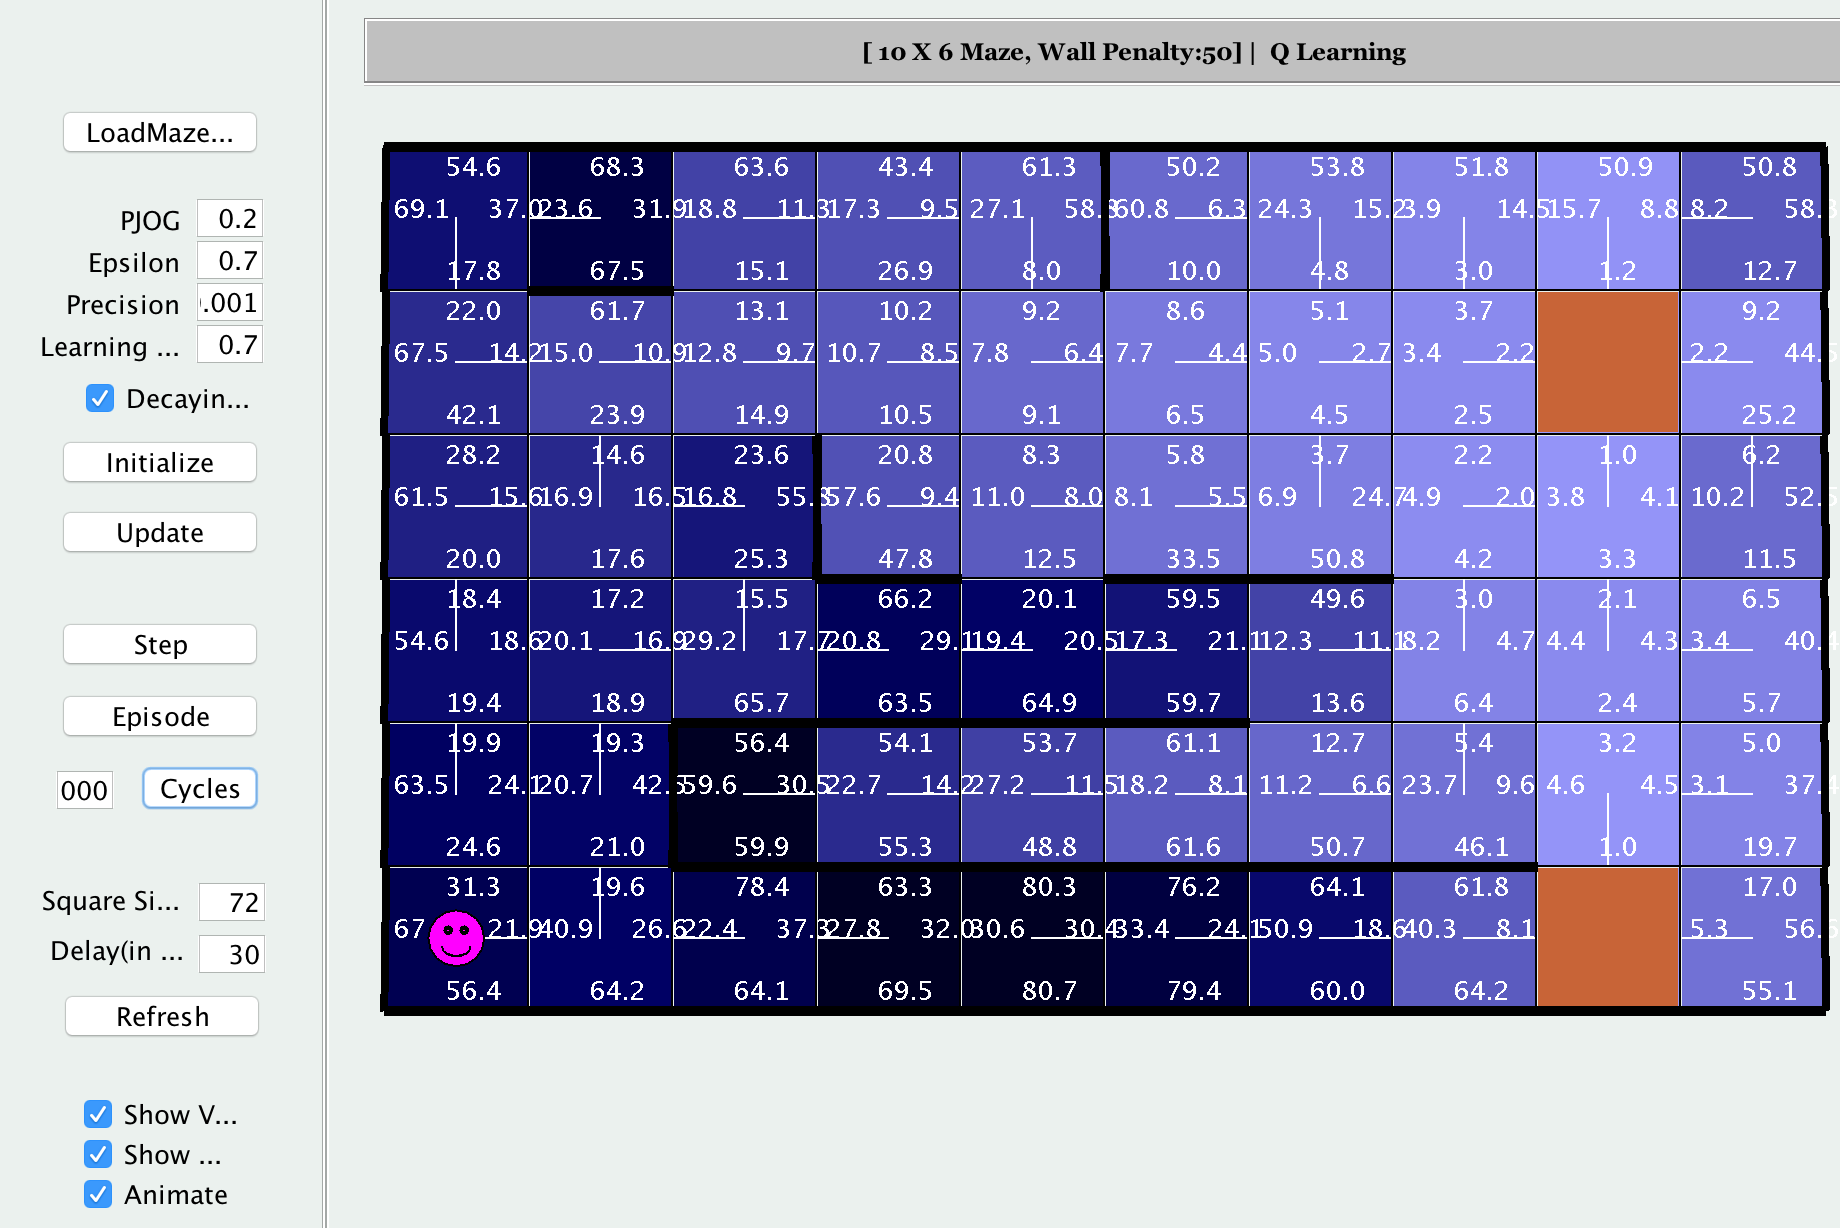 [ 10 X 6 Maze, Wall Penalty:50] | Q Learning
LoadMaze...
PJOG 0.2
Epsilon 0.7
Precision .001
Learning ... 0.7
Decayin...
Initialize
Update
Step
Episode
000 Cycles
Square Si... 72
Delay(in ... 30
Refresh
Show V...
Show ...
Animate
54.6 68.3 63.6 43.4 61.3 50.2 53.8 51.8 50.9 50.8
69.1 37.0 23.6 31.9 18.8 11.3 17.3 9.5 27.1 58.8 60.8 6.3 24.3 15.2 3.9 14.5 15.7 8.8 8.2 58.
17.8 67.5 15.1 26.9 8.0 10.0 4.8 3.0 1.2 12.7
22.0 61.7 13.1 10.2 9.2 8.6 5.1 3.7 9.2
67.5 14.2 15.0 10.9 12.8 9.7 10.7 8.5 7.8 6.4 7.7 4.4 5.0 2.7 3.4 2.2 2.2 44.
42.1 23.9 14.9 10.5 9.1 6.5 4.5 2.5 25.2
28.2 14.6 23.6 20.8 8.3 5.8 3.7 2.2 1.0 6.2
61.5 15.6 16.9 16.5 16.8 55.8 57.6 9.4 11.0 8.0 8.1 5.5 6.9 24.7 4.9 2.0 3.8 4.1 10.2 52.
20.0 17.6 25.3 47.8 12.5 33.5 50.8 4.2 3.3 11.5
18.4 17.2 15.5 66.2 20.1 59.5 49.6 3.0 2.1 6.5
54.6 18.6 20.1 16.9 29.2 17.7 20.8 29.1 19.4 20.5 17.3 21.1 12.3 11.1 8.2 4.7 4.4 4.3 3.4 40.
19.4 18.9 65.7 63.5 64.9 59.7 13.6 6.4 2.4 5.7
19.9 19.3 56.4 54.1 53.7 61.1 12.7 5.4 3.2 5.0
63.5 24.1 20.7 42.5 59.6 30.5 22.7 14.2 27.2 11.5 18.2 8.1 11.2 6.6 23.7 9.6 4.6 4.5 3.1 37.
24.6 21.0 59.9 55.3 48.8 61.6 50.7 46.1 1.0 19.7
31.3 19.6 78.4 63.3 80.3 76.2 64.1 61.8 17.0
67 21.9 40.9 26.6 22.4 37.3 27.8 32.0 30.6 30.4 33.4 24.1 50.9 18.6 40.3 8.1 5.3 56.
56.4 64.2 64.1 69.5 80.7 79.4 60.0 64.2 55.1